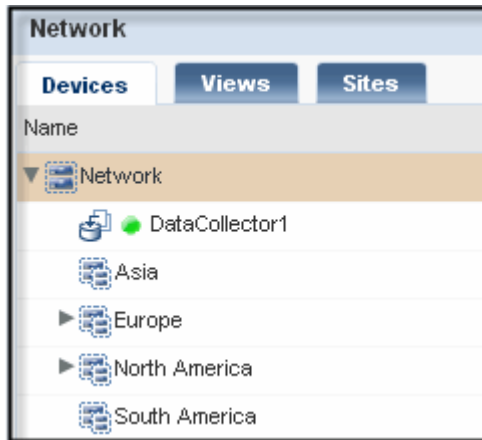 Network
Devices Views Sites
Name
Network
DataCollector1
Asia
Europe
North America
South America